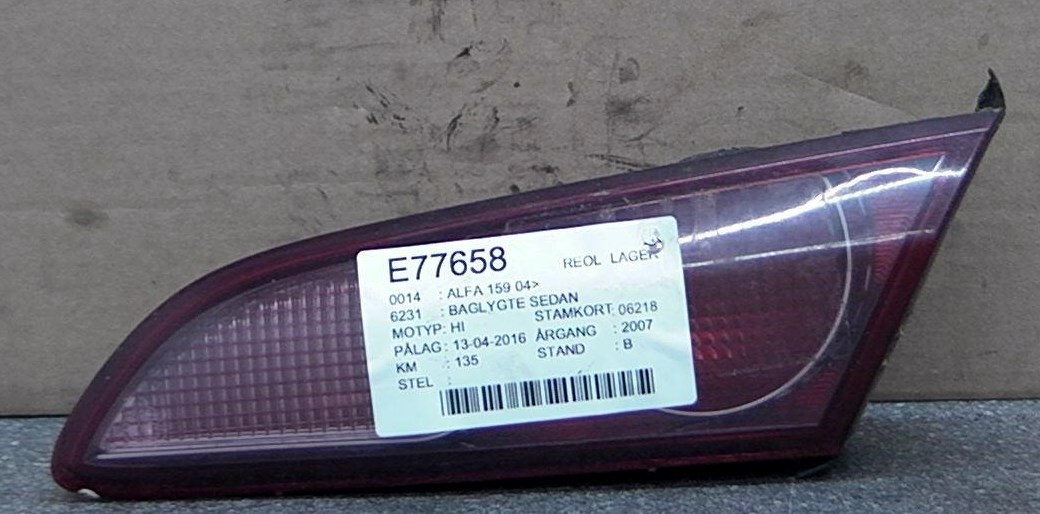 E77658 REOL LAGER
0014 : ALFA 159 04>
6231 : BAGLYGTE SEDAN
MOTYP: HI STAMKORT: 06218
PÅLAG : 13-04-2016 ÅRGANG : 2007
KM : 135 STAND : B
STEL :